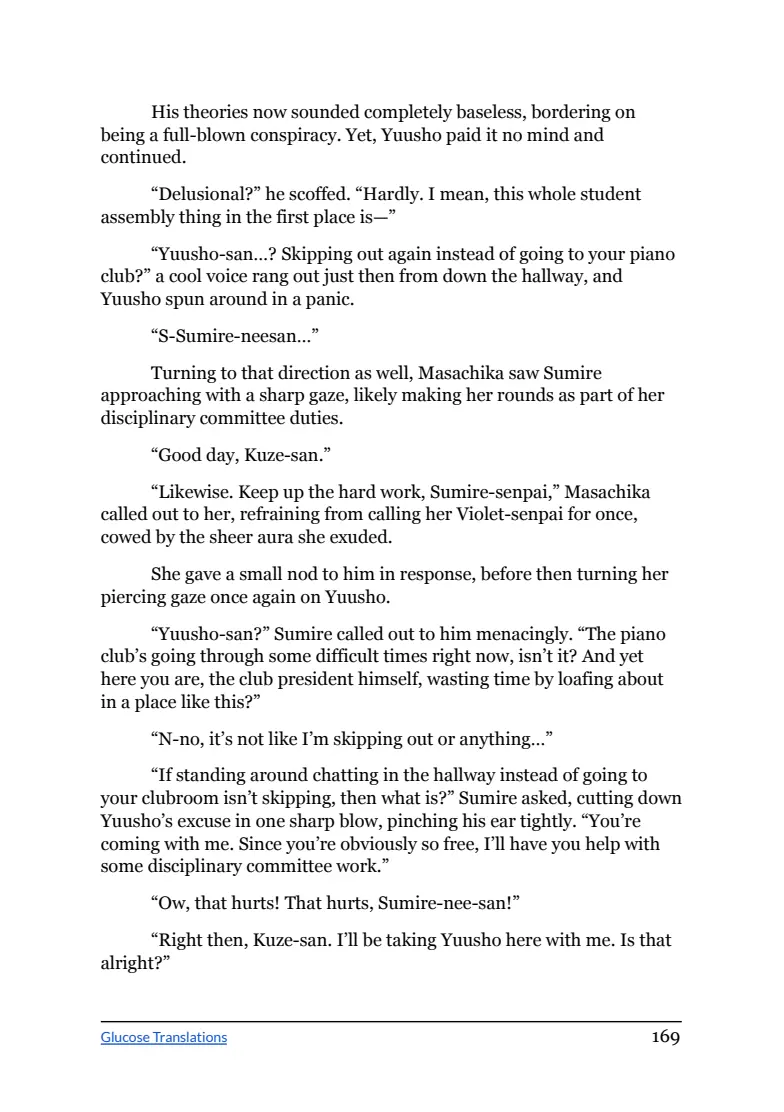 His theories now sounded completely baseless, bordering on
being a full-blown conspiracy. Yet, Yuusho paid it no mind and
continued.
“Delusional?” he scoffed. “Hardly. I mean, this whole student
assembly thing in the first place is—”
“Yuusho-san...? Skipping out again instead of going to your piano
club?” a cool voice rang out just then from down the hallway, and
Yuusho spun around in a panic.
“S-Sumire-neesan...”
Turning to that direction as well, Masachika saw Sumire
approaching with a sharp gaze, likely making her rounds as part of her
disciplinary committee duties.
“Good day, Kuze-san.”
“Likewise. Keep up the hard work, Sumire-senpai,” Masachika
called out to her, refraining from calling her Violet-senpai for once,
cowed by the sheer aura she exuded.
She gave a small nod to him in response, before then turning her
piercing gaze once again on Yuusho.
“Yuusho-san?” Sumire called out to him menacingly. “The piano
club’s going through some difficult times right now, isn’t it? And yet
here you are, the club president himself, wasting time by loafing about
in a place like this?”
“N-no, it’s not like I’m skipping out or anything...”
“If standing around chatting in the hallway instead of going to
your clubroom isn’t skipping, then what is?” Sumire asked, cutting down
Yuusho’s excuse in one sharp blow, pinching his ear tightly. “You’re
coming with me. Since you’re obviously so free, I’ll have you help with
some disciplinary committee work.”
“Ow, that hurts! That hurts, Sumire-nee-san!”
“Right then, Kuze-san. I’ll be taking Yuusho here with me. Is that
alright?”
Glucose Translations
169